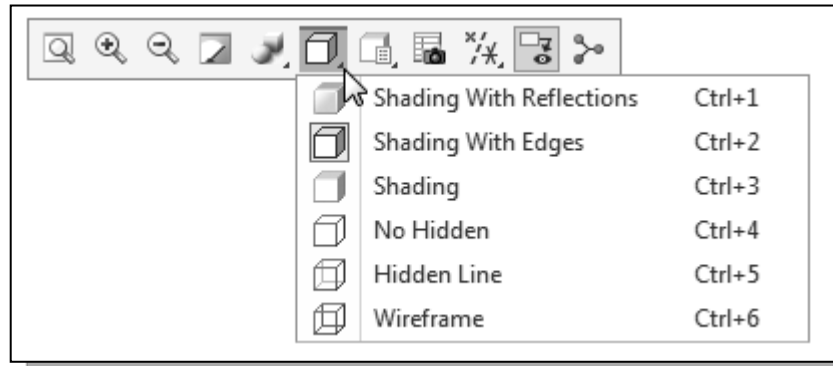 Shading With Reflections Ctrl+1
Shading With Edges Ctrl+2
Shading Ctrl+3
No Hidden Ctrl+4
Hidden Line Ctrl+5
Wireframe Ctrl+6